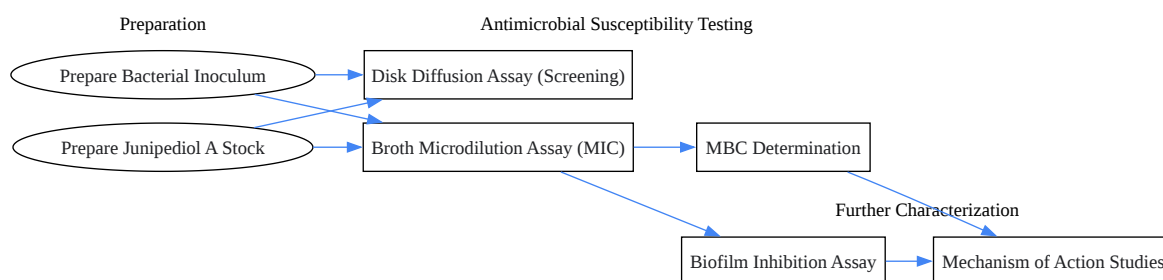 Preparation
Antimicrobial Susceptibility Testing
Prepare Bacterial Inoculum
Disk Diffusion Assay (Screening)
Prepare Junipediol A Stock
Broth Microdilution Assay (MIC)
MBC Determination
Further Characterization
Biofilm Inhibition Assay
Mechanism of Action Studies